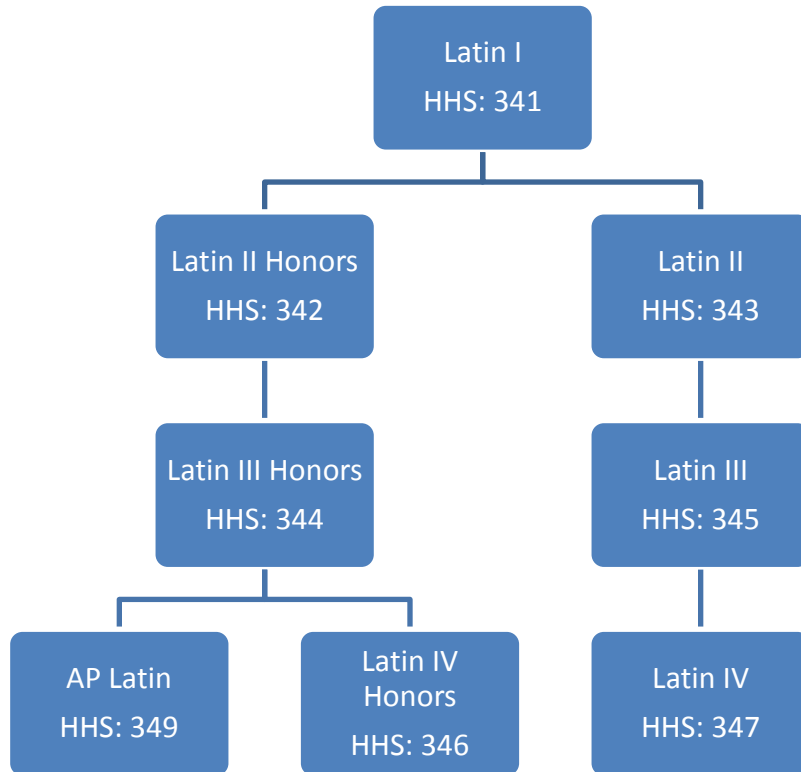 Latin I
HHS: 341
Latin II Honors
HHS: 342
Latin II
HHS: 343
Latin III Honors
HHS: 344
Latin III
HHS: 345
AP Latin
HHS: 349
Latin IV
Honors
HHS: 346
Latin IV
HHS: 347